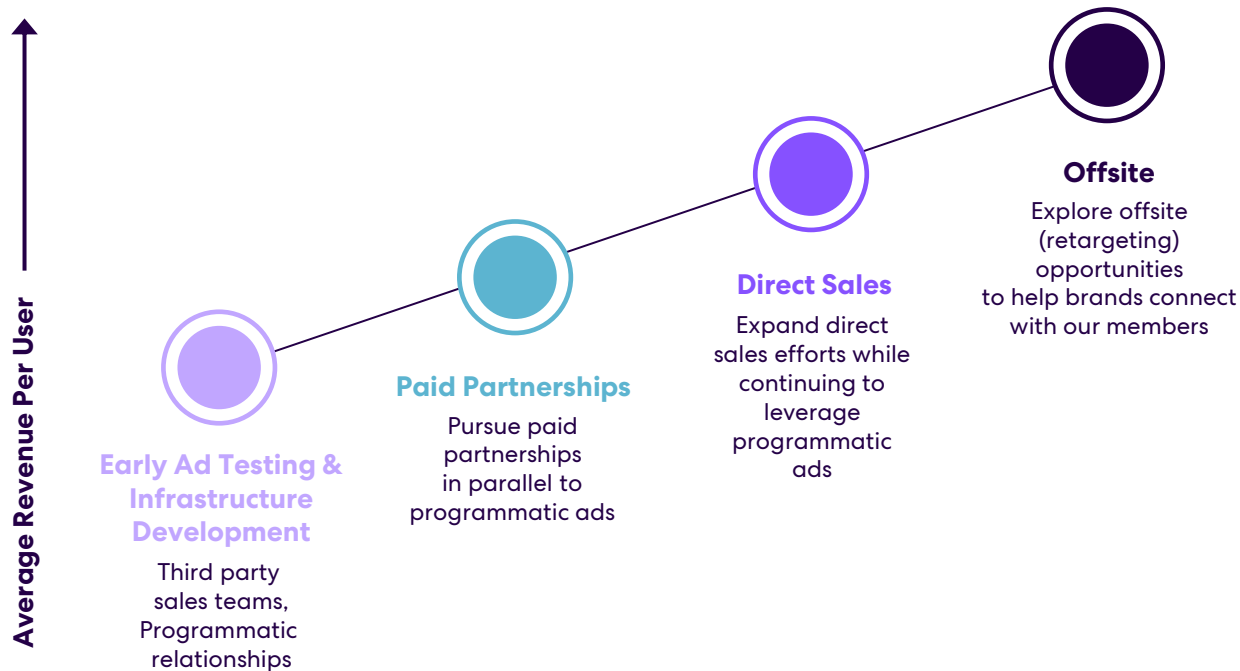 Average Revenue Per User
Early Ad Testing &
Infrastructure
Development
Third party
sales teams,
Programmatic
relationships
Paid Partnerships
Pursue paid
partnerships
in parallel to
programmatic ads
Direct Sales
Expand direct
sales efforts while
continuing to
leverage
programmatic
ads
Offsite
Explore offsite
(retargeting)
opportunities
to help brands connect
with our members